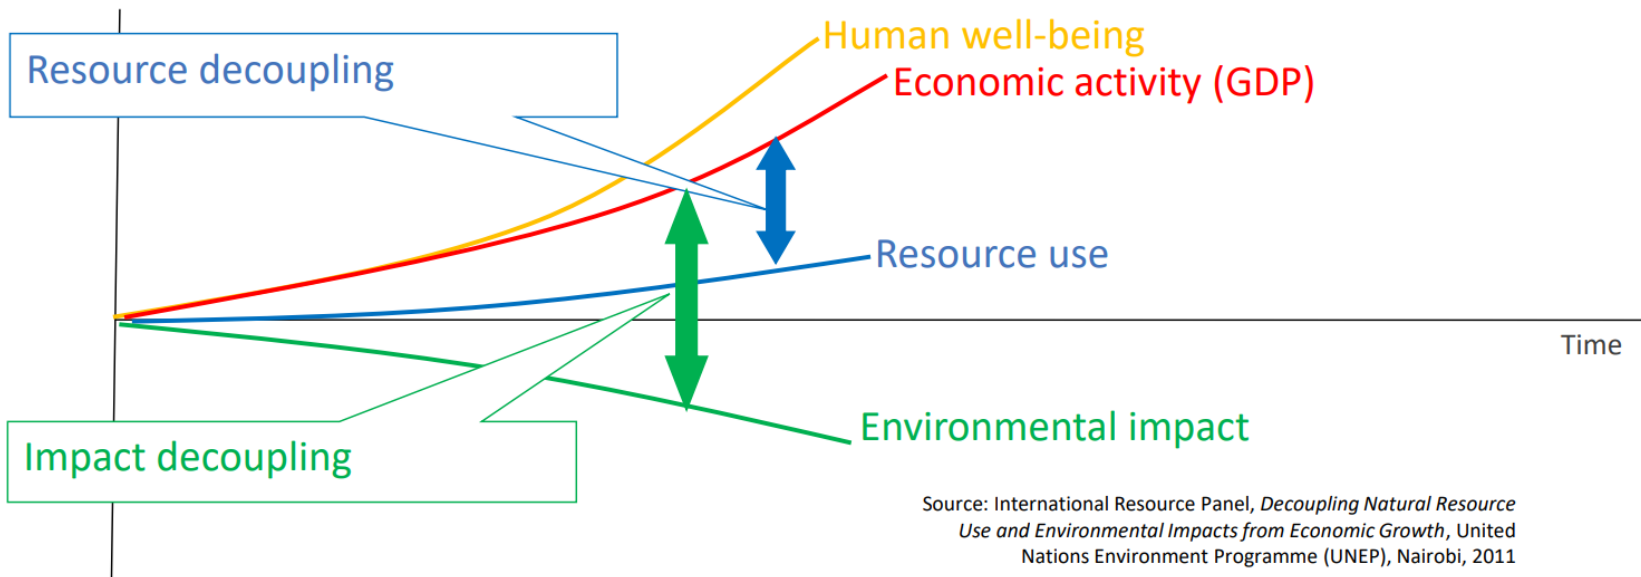 Human well-being
Resource decoupling
Economic activity (GDP)
Resource use
Time
Environmental impact
Impact decoupling
Source: International Resource Panel, Decoupling Natural Resource
Use and Environmental Impacts from Economic Growth, United
Nations Environment Programme (UNEP), Nairobi, 2011